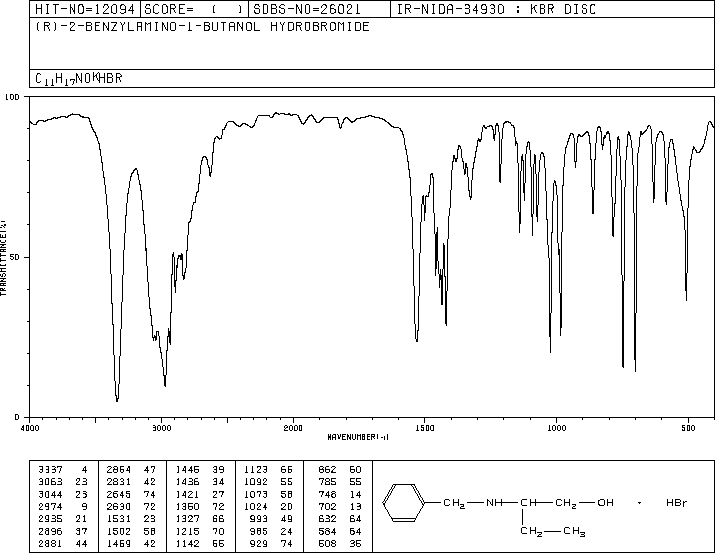 HIT-NO=12094 SCORE= ( ) SDBS-NO=26021 IR-NIDA-34930 : KBR DISC
(R)-2-BENZYLAMINO-1-BUTANOL HYDROBROMIDE
C11H17NOKHBR
100
50
0
TRANSMITTANCE(%)
4000 3000 2000 1500 1000 500
WAVENUMBER(-1)
3337 4 2864 47 1446 39 1123 66 862 60
3063 23 2831 42 1436 34 1092 55 785 55
3044 23 2645 74 1421 27 1073 58 748 14
2974 9 2630 72 1350 72 1024 20 702 13
2935 21 1531 23 1327 66 993 49 632 64
2896 37 1502 58 1215 70 985 24 584 64
2881 44 1459 42 1142 55 929 74 508 35
CH2 NH CH CH2 OH · HBr
CH2 CH3